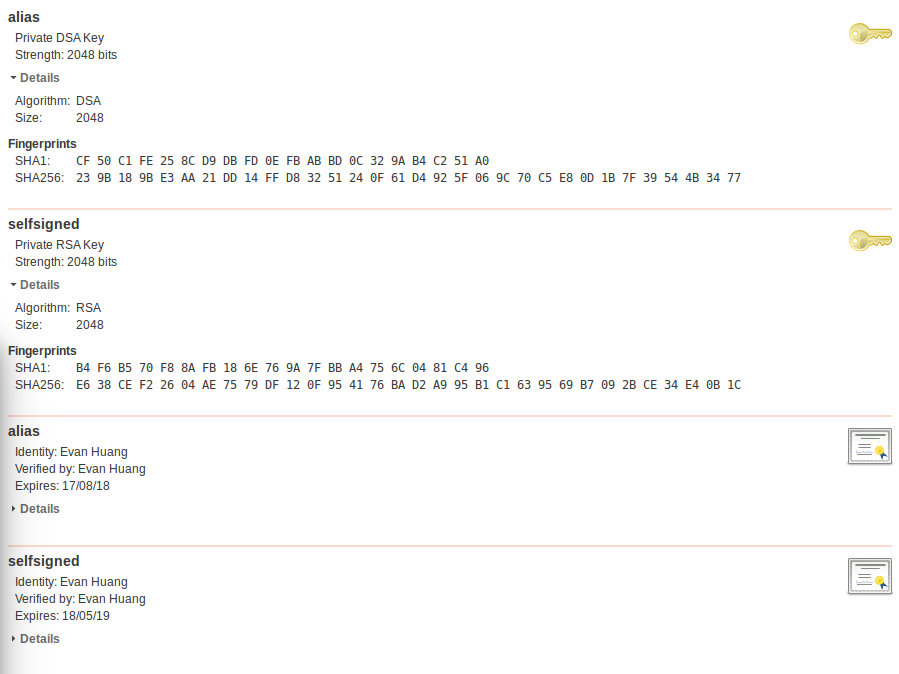 alias
Private DSA Key
Strength: 2048 bits
Details
Algorithm: DSA
Size: 2048
Fingerprints
SHA1: CF 50 C1 FE 25 8C D9 DB FD 0E FB AB BD 0C 32 9A B4 C2 51 A0
SHA256: 23 9B 18 9B E3 AA 21 DD 14 FF D8 32 51 24 0F 61 D4 92 5F 06 9C 70 C5 E8 0D 1B 7F 39 54 4B 34 77
selfsigned
Private RSA Key
Strength: 2048 bits
Details
Algorithm: RSA
Size: 2048
Fingerprints
SHA1: B4 F6 B5 70 F8 8A FB 18 6E 76 9A 7F BB A4 75 6C 04 81 C4 96
SHA256: E6 38 CE F2 26 04 AE 75 79 DF 12 0F 95 41 76 BA D2 A9 95 B1 C1 63 95 69 B7 09 2B CE 34 E4 0B 1C
alias
Identity: Evan Huang
Verified by: Evan Huang
Expires: 17/08/18
Details
selfsigned
Identity: Evan Huang
Verified by: Evan Huang
Expires: 18/05/19
Details